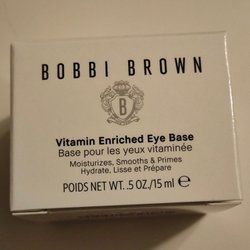 BOBBI BROWN
B
Vitamin Enriched Eye Base
Base pour les yeux vitaminée
Moisturizes, Smooths & Primes
Hydrate, Lisse et Prépare
POIDS NET WT. .5 OZ./15 ml ℮